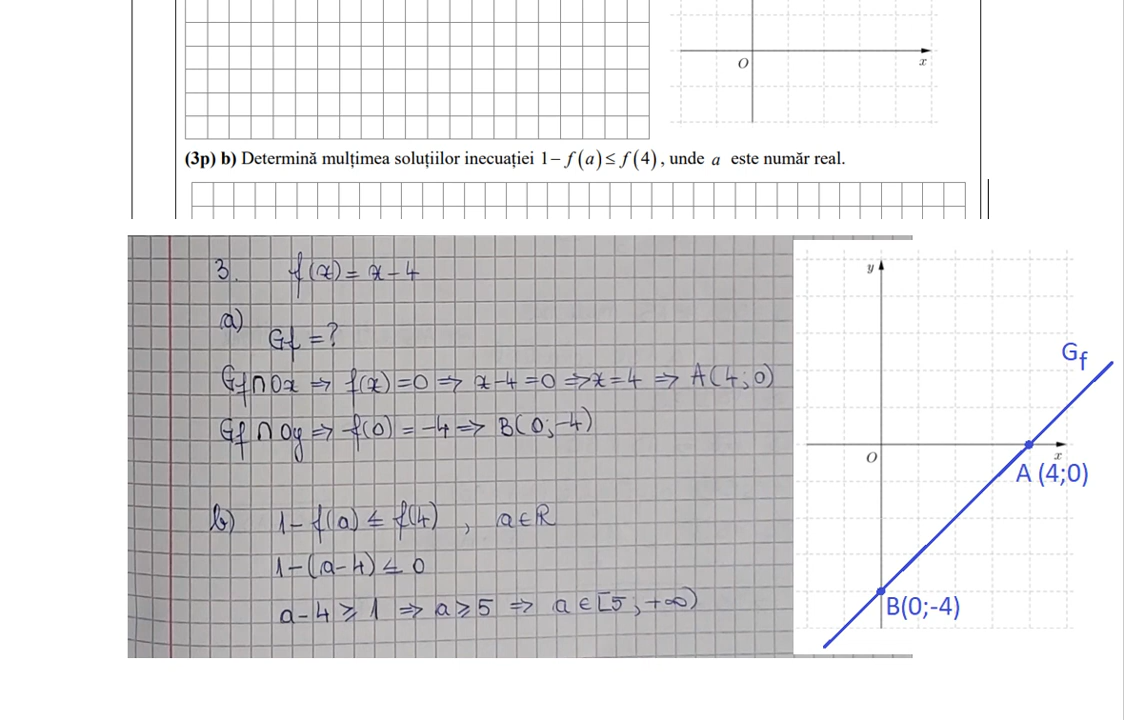 O
x
(3p) b) Determină mulțimea soluțiilor inecuației 1− f(a) ≤ f(4), unde a este număr real.
3. f(x) = x − 4
a)
Gf = ?
Gf ∩ Ox ⇒ f(x) = 0 ⇒ x − 4 = 0 ⇒ x = 4 ⇒ A(4; 0)
Gf ∩ Oy ⇒ f(0) = −4 ⇒ B(0; −4)
b) 1 − f(a) ≤ f(4) , a ∈ R
1 − (a − 4) ≤ 0
a − 4 ⩾ 1 ⇒ a ⩾ 5 ⇒ a ∈ [5; +∞)
y
Gf
O
x
A (4;0)
B(0;-4)